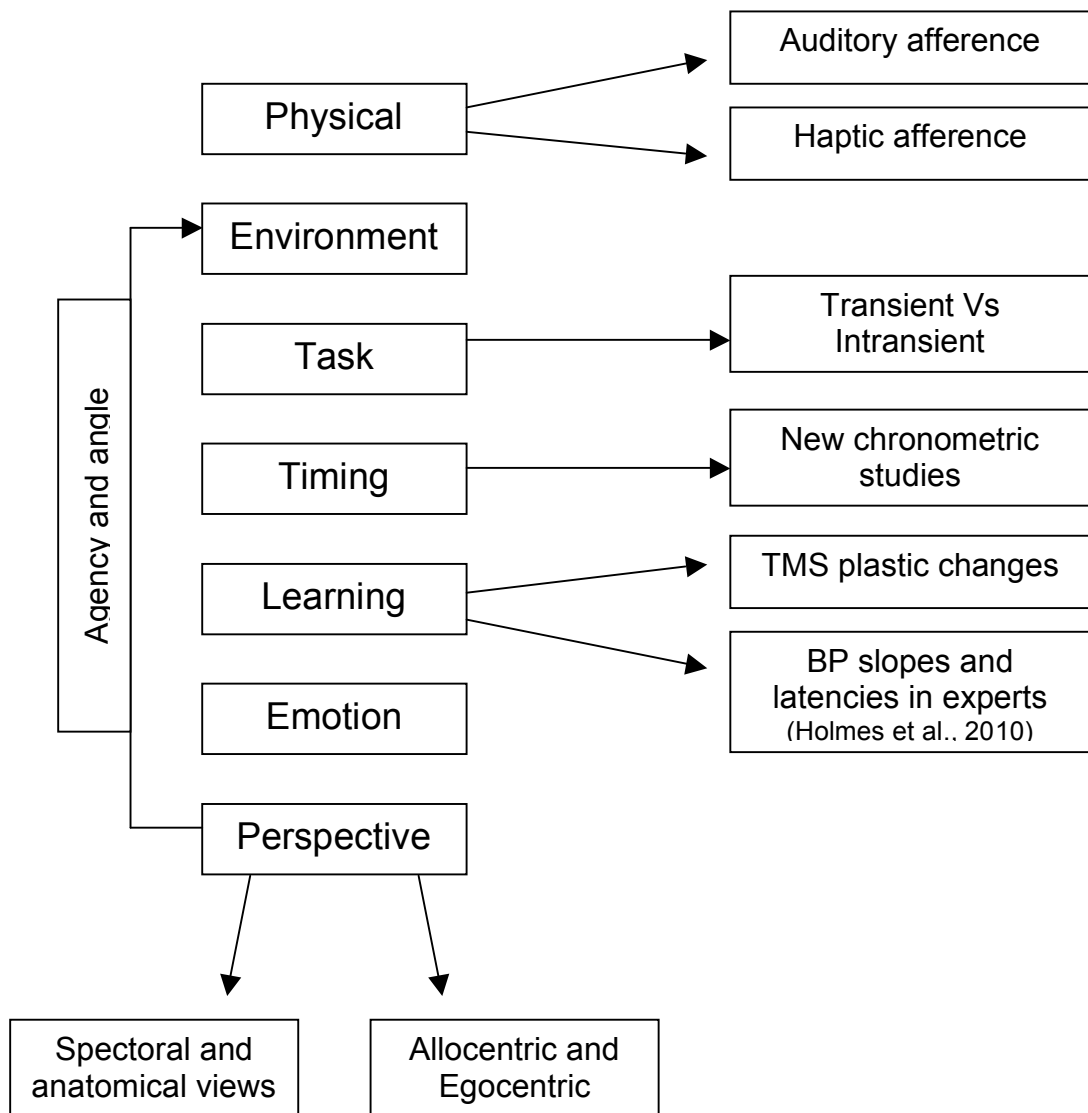 Auditory afference
Physical
Haptic afference
Environment
Transient Vs
Intransient
Task
Agency and angle
New chronometric
studies
Timing
TMS plastic changes
Learning
BP slopes and
latencies in experts
(Holmes et al., 2010)
Emotion
Perspective
Spectoral and
anatomical views
Allocentric and
Egocentric